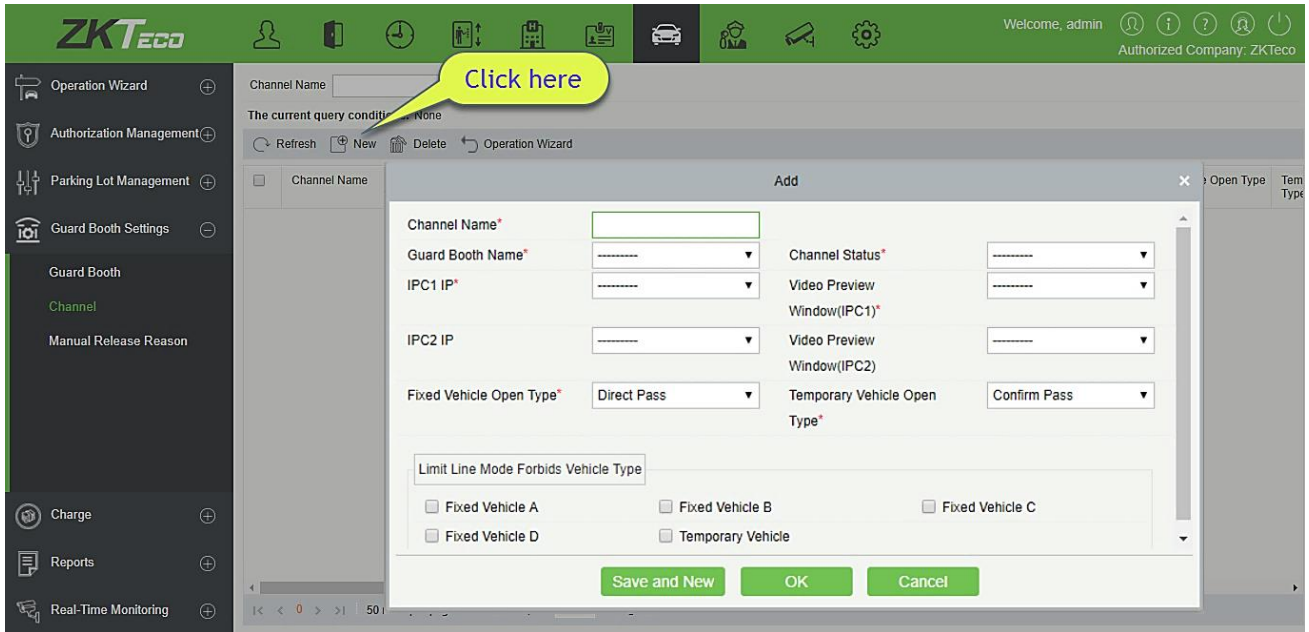 ZKTeco
Welcome, admin
Authorized Company: ZKTeco
Operation Wizard
Authorization Management
Parking Lot Management
Guard Booth Settings
Guard Booth
Channel
Manual Release Reason
Charge
Reports
Real-Time Monitoring
Channel Name
Click here
The current query conditions: None
Refresh New Delete Operation Wizard
Channel Name
Open Type
Tem
Type
Add
Channel Name*
Guard Booth Name* --------- Channel Status* ---------
IPC1 IP* --------- Video Preview ---------
Window(IPC1)*
IPC2 IP --------- Video Preview ---------
Window(IPC2)
Fixed Vehicle Open Type* Direct Pass Temporary Vehicle Open Confirm Pass
Type*
Limit Line Mode Forbids Vehicle Type
Fixed Vehicle A Fixed Vehicle B Fixed Vehicle C
Fixed Vehicle D Temporary Vehicle
Save and New OK Cancel
0 50